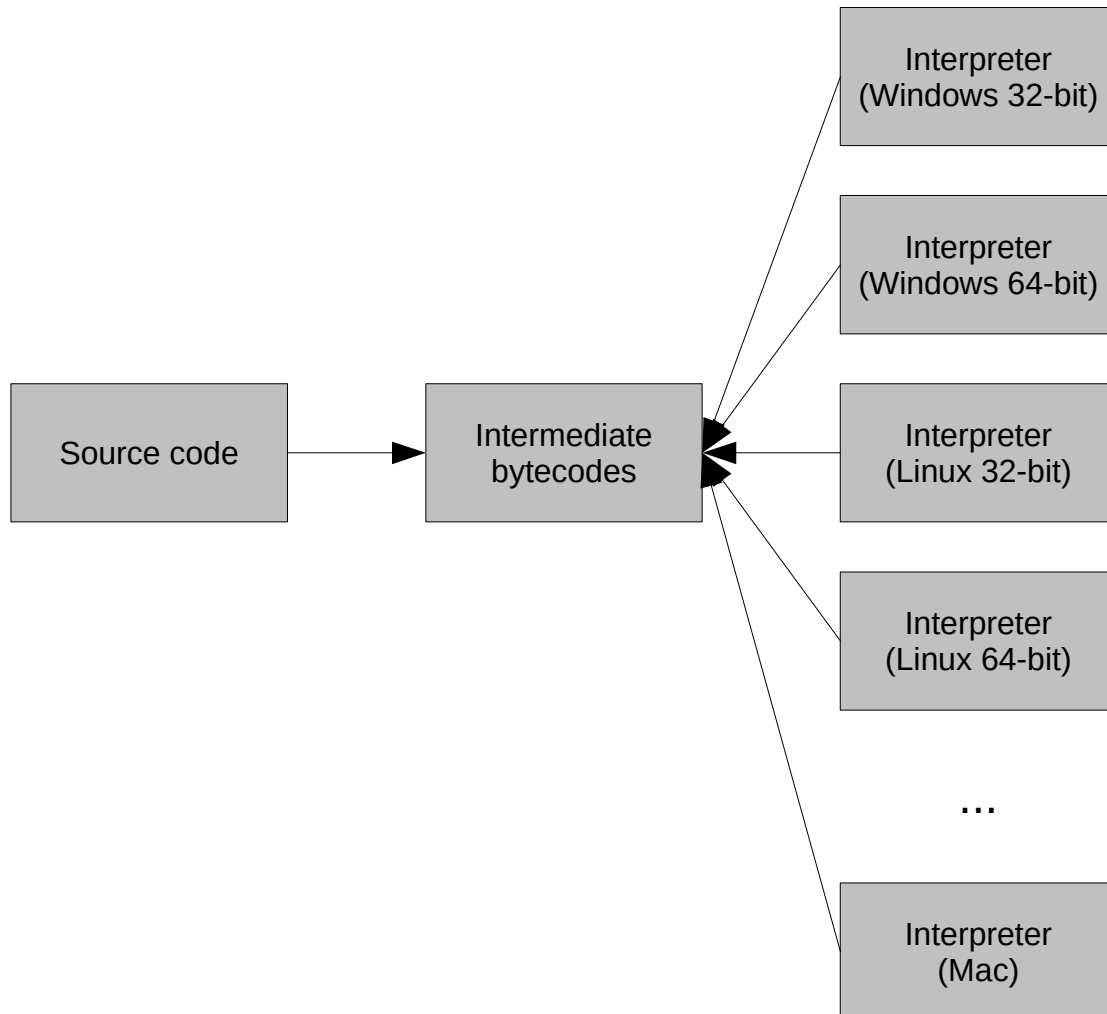 Interpreter
(Windows 32-bit)
Interpreter
(Windows 64-bit)
Source code
Intermediate
bytecodes
Interpreter
(Linux 32-bit)
Interpreter
(Linux 64-bit)
...
Interpreter
(Mac)